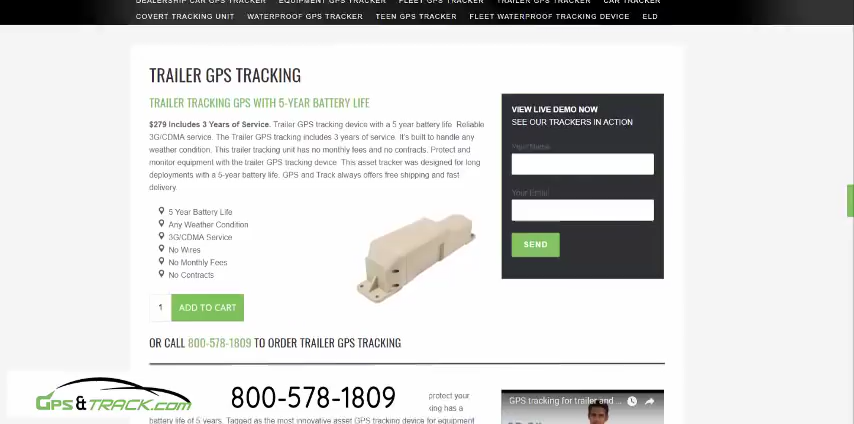 DEALERSHIP CAR GPS TRACKER EQUIPMENT GPS TRACKER FLEET GPS TRACKER TRAILER GPS TRACKER CAR TRACKER
COVERT TRACKING UNIT WATERPROOF GPS TRACKER TEEN GPS TRACKER FLEET WATERPROOF TRACKING DEVICE ELD
TRAILER GPS TRACKING
TRAILER TRACKING GPS WITH 5-YEAR BATTERY LIFE
$279 Includes 3 Years of Service. Trailer GPS tracking device with a 5 year battery life. Reliable
3G/CDMA service. The Trailer GPS tracking includes 3 years of service. It's built to handle any
weather condition. This trailer tracking unit has no monthly fees and no contracts. Protect and
monitor equipment with the trailer GPS tracking device. This asset tracker was designed for long
deployments with a 5-year battery life. GPS and Track always offers free shipping and fast
delivery.
5 Year Battery Life
Any Weather Condition
3G/CDMA Service
No Wires
No Monthly Fees
No Contracts
1 ADD TO CART
VIEW LIVE DEMO NOW
SEE OUR TRACKERS IN ACTION
Your Name
Your Email
SEND
OR CALL 800-578-1809 TO ORDER TRAILER GPS TRACKING
GPS&TRACK.COM
800-578-1809
protect your
king has a
battery life of 5 years. Tagged as the most innovative asset GPS tracking device for equipment
GPS tracking for trailer and ...